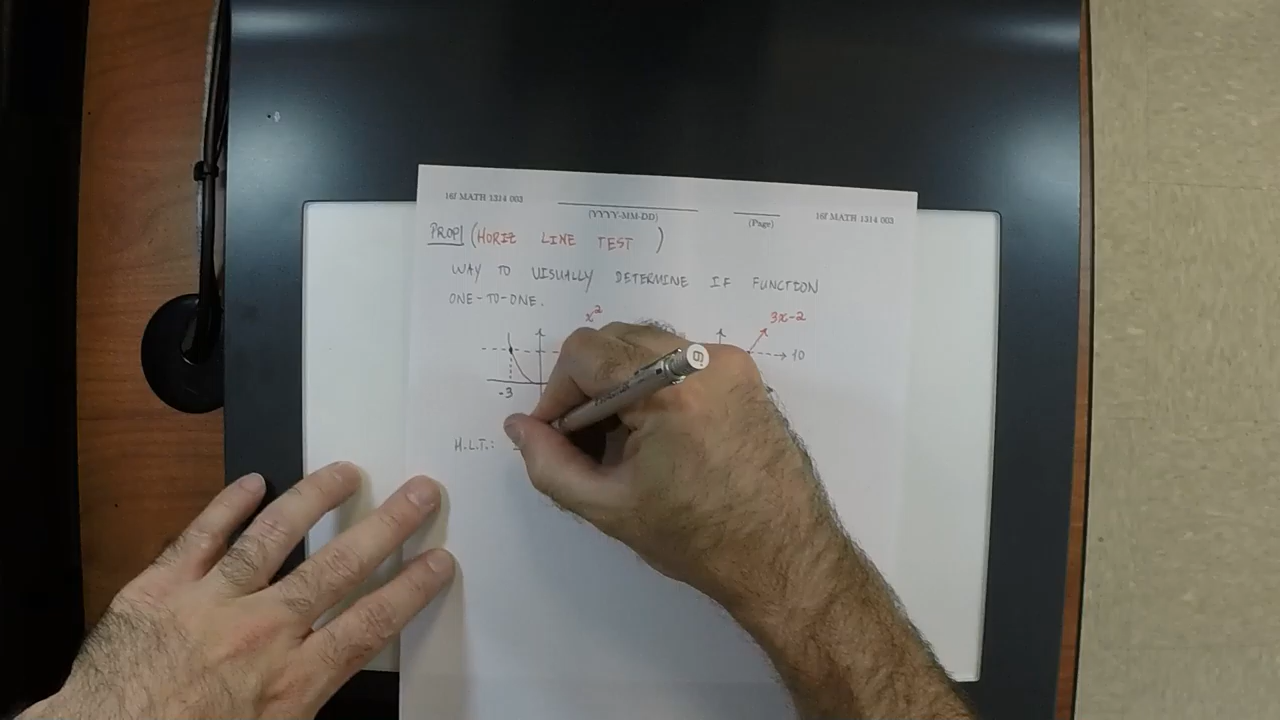 16f MATH 1314 003 (YYYY-MM-DD) (Page) 16f MATH 1314 003
PROP (HORIZ LINE TEST )
WAY TO VISUALLY DETERMINE IF FUNCTION
ONE-TO-ONE.
x² 3x-2
10
-3
H.L.T.: